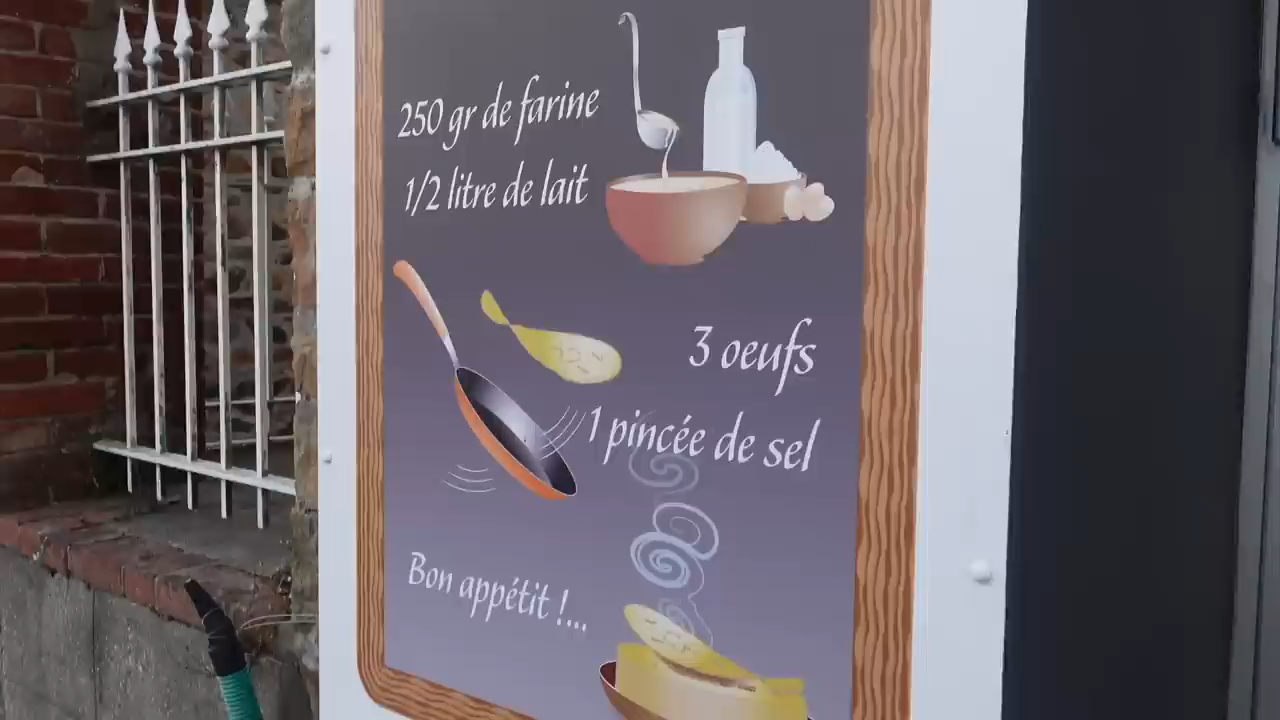 250 gr de farine
1/2 litre de lait
3 oeufs
1 pincée de sel
Bon appétit !...